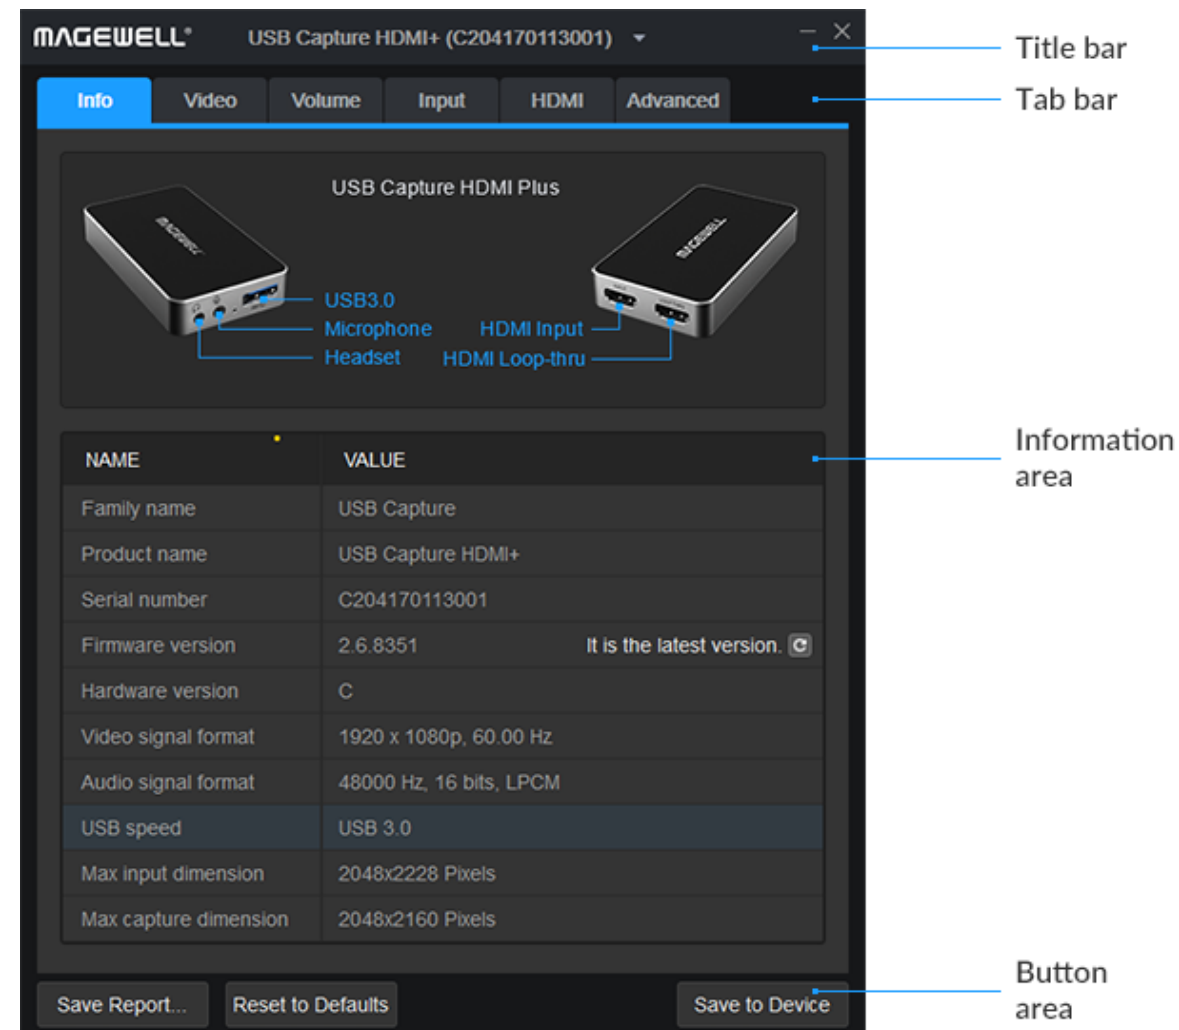 MAGEWELL®
USB Capture HDMI+ (C204170113001)
Title bar
Info Video Volume Input HDMI Advanced
Tab bar
USB Capture HDMI Plus
MAGEWELL
MAGEWELL
USB3.0
Microphone
Headset
HDMI Input
HDMI Loop-thru
Information
area
NAME VALUE
Family name USB Capture
Product name USB Capture HDMI+
Serial number C204170113001
Firmware version 2.6.8351 It is the latest version.
Hardware version C
Video signal format 1920 x 1080p, 60.00 Hz
Audio signal format 48000 Hz, 16 bits, LPCM
USB speed USB 3.0
Max input dimension 2048x2228 Pixels
Max capture dimension 2048x2160 Pixels
Save Report... Reset to Defaults Save to Device
Button
area